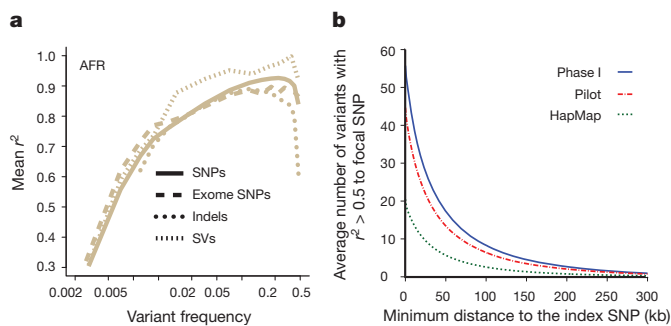 a
AFR
Mean r²
1.0
0.9
0.8
0.7
0.6
0.5
0.4
0.3
0.002
0.005
0.02
0.05
0.2
0.5
Variant frequency
SNPs
Exome SNPs
Indels
SVs
b
Average number of variants with
r² > 0.5 to focal SNP
60
50
40
30
20
10
0
0
50
100
150
200
250
300
Minimum distance to the index SNP (kb)
Phase I
Pilot
HapMap